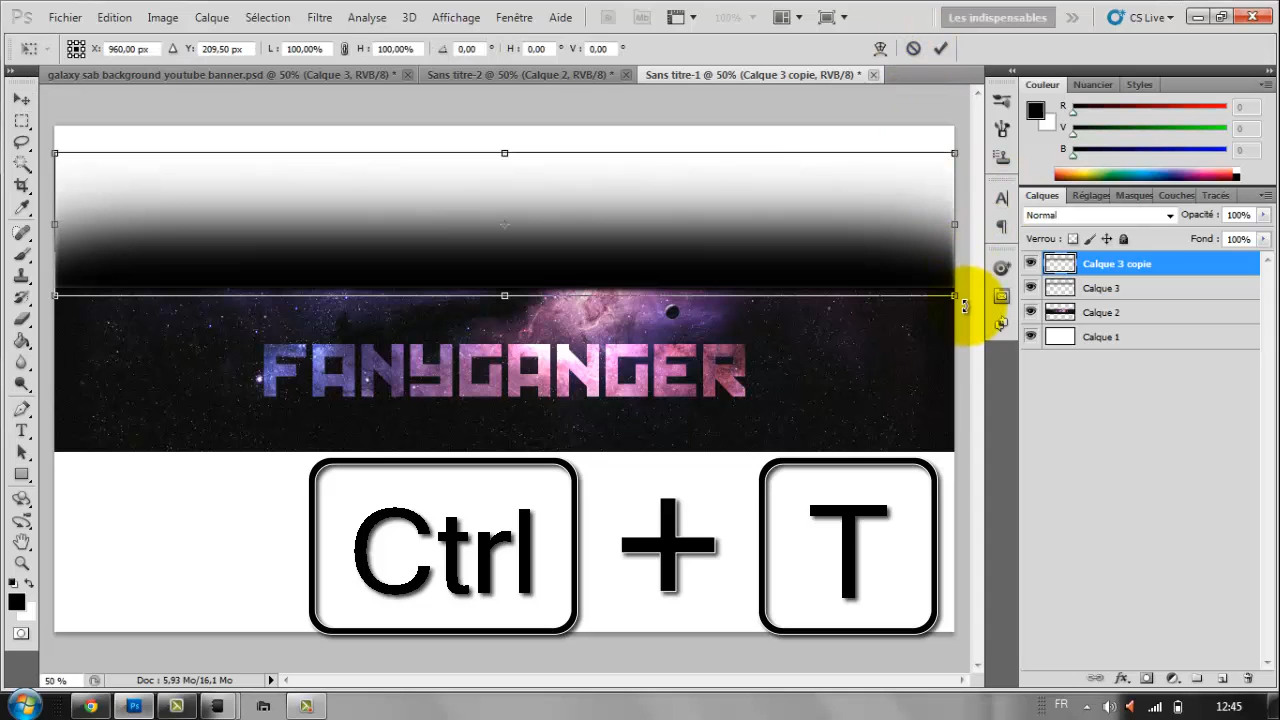 Ps Fichier Edition Image Calque Sélection Filtre Analyse 3D Affichage Fenêtre Aide Br Mb 100% Les indispensables CS Live
X: 960,00 px Y: 209,50 px L: 100,00% H: 100,00% 0,00 ° H: 0,00 ° V: 0,00 °
galaxy sab background youtube banner.psd @ 50% (Calque 3, RVB/8) * Sans titre-2 @ 50% (Calque 2, RVB/8) * Sans titre-1 @ 50% (Calque 3 copie, RVB/8) *
Couleur Nuancier Styles
R 0
V 0
B 0
Calques Réglages Masques Couches Tracés
Normal Opacité : 100%
Verrou : Fond : 100%
Calque 3 copie
Calque 3
Calque 2
Calque 1
FANYGANGER
Ctrl + T
50 % Doc : 5,93 Mo/16,1 Mo
FR 12:45